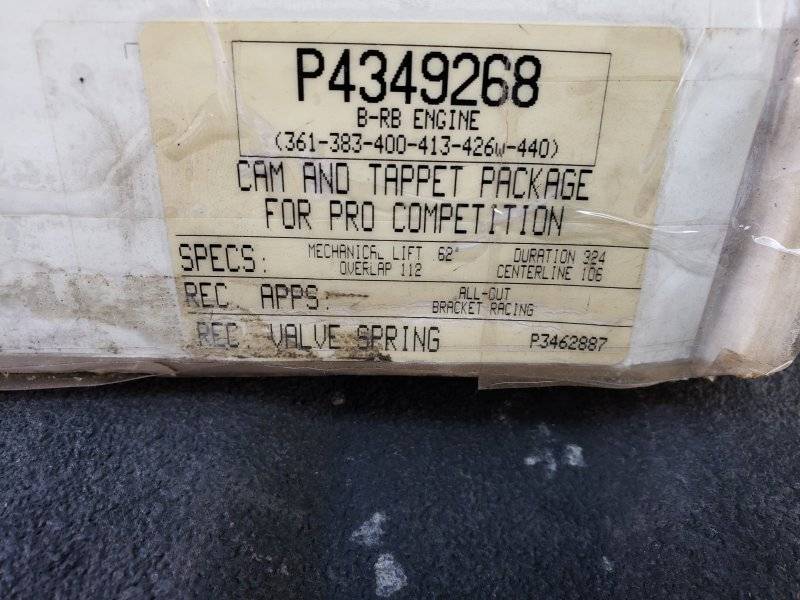 P4349268
B-RB ENGINE
(361-383-400-413-426W-440)
CAM AND TAPPET PACKAGE
FOR PRO COMPETITION
SPECS: MECHANICAL LIFT .62" DURATION 324
OVERLAP 112 CENTERLINE 106
REC. APPS: ALL-OUT
BRACKET RACING
REC. VALVE SPRING P3462887